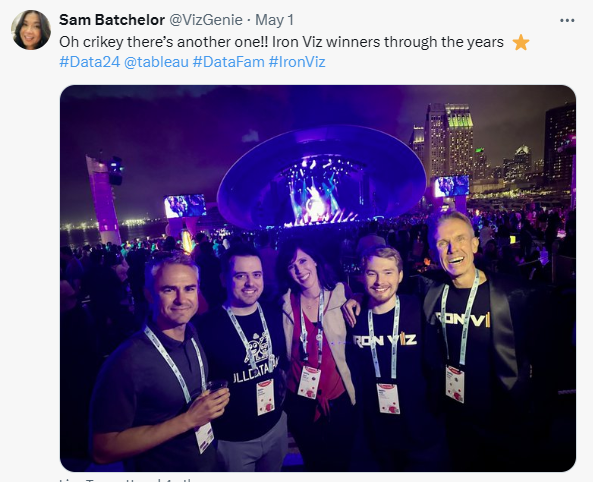 Sam Batchelor @VizGenie · May 1
Oh crikey there's another one!! Iron Viz winners through the years ⭐
#Data24 @tableau #DataFam #IronViz
IRON VIZ
RON VI